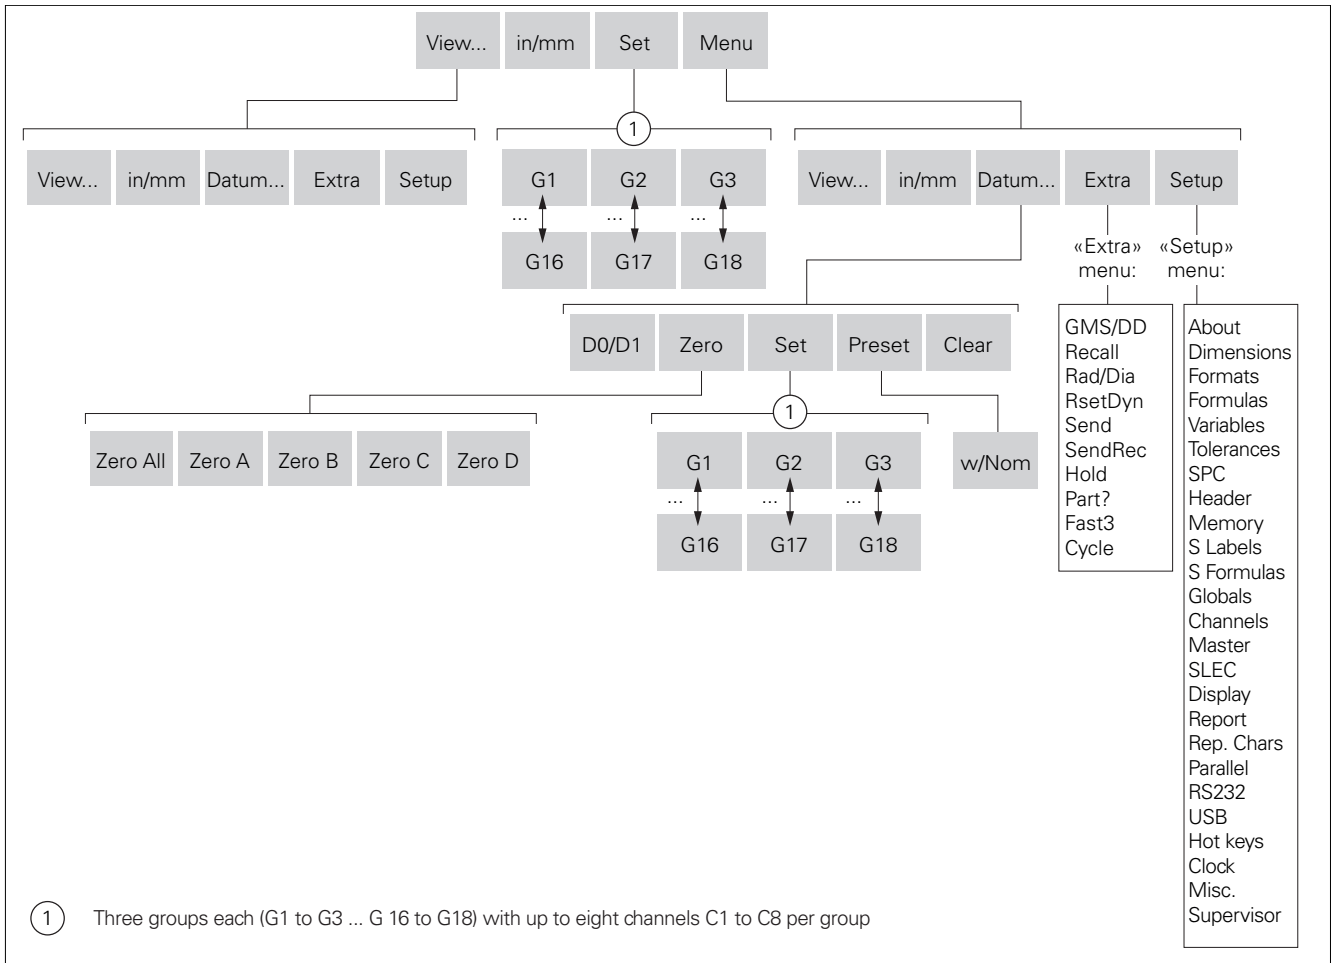 View... in/mm Set Menu
1
View... in/mm Datum... Extra Setup
G1 G2 G3
... ... ...
G16 G17 G18
View... in/mm Datum... Extra Setup
«Extra»
menu:
«Setup»
menu:
D0/D1 Zero Set Preset Clear
1
Zero All Zero A Zero B Zero C Zero D
G1 G2 G3
... ... ...
G16 G17 G18
w/Nom
GMS/DD
Recall
Rad/Dia
RsetDyn
Send
SendRec
Hold
Part?
Fast3
Cycle
About
Dimensions
Formats
Formulas
Variables
Tolerances
SPC
Header
Memory
S Labels
S Formulas
Globals
Channels
Master
SLEC
Display
Report
Rep. Chars
Parallel
RS232
USB
Hot keys
Clock
Misc.
Supervisor
1 Three groups each (G1 to G3 ... G 16 to G18) with up to eight channels C1 to C8 per group